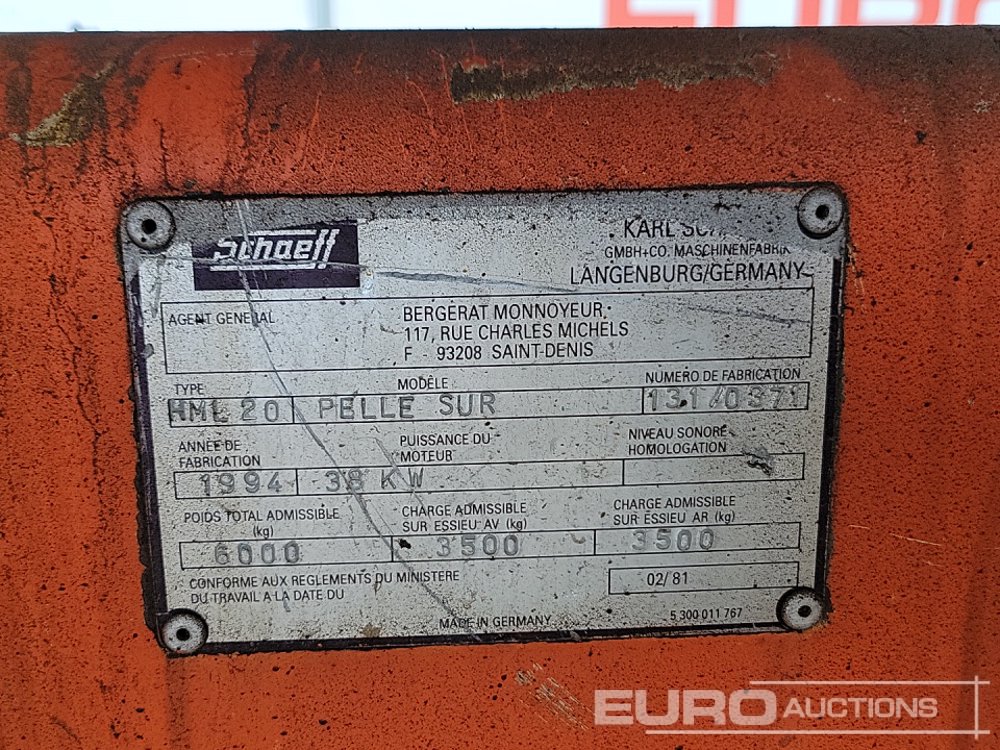 Schaeff
KARL
GMBH+CO. MASCHINENFABRIK
LANGENBURG/GERMANY
AGENT GENERAL
BERGERAT MONNOYEUR,
117, RUE CHARLES MICHELS
F - 93208 SAINT-DENIS
TYPE MODÈLE NUMERO DE FABRICATION
HML 20 PELLE SUR 131/0371
ANNÉE DE FABRICATION
PUISSANCE DU MOTEUR
NIVEAU SONORE HOMOLOGATION
1994 38 KW
POIDS TOTAL ADMISSIBLE (kg)
CHARGE ADMISSIBLE SUR ESSIEU AV (kg)
CHARGE ADMISSIBLE SUR ESSIEU AR (kg)
6000 3500 3500
CONFORME AUX REGLEMENTS DU MINISTERE
DU TRAVAIL A LA DATE DU
02/81
MADE IN GERMANY
5 300 011 767
EURO AUCTIONS